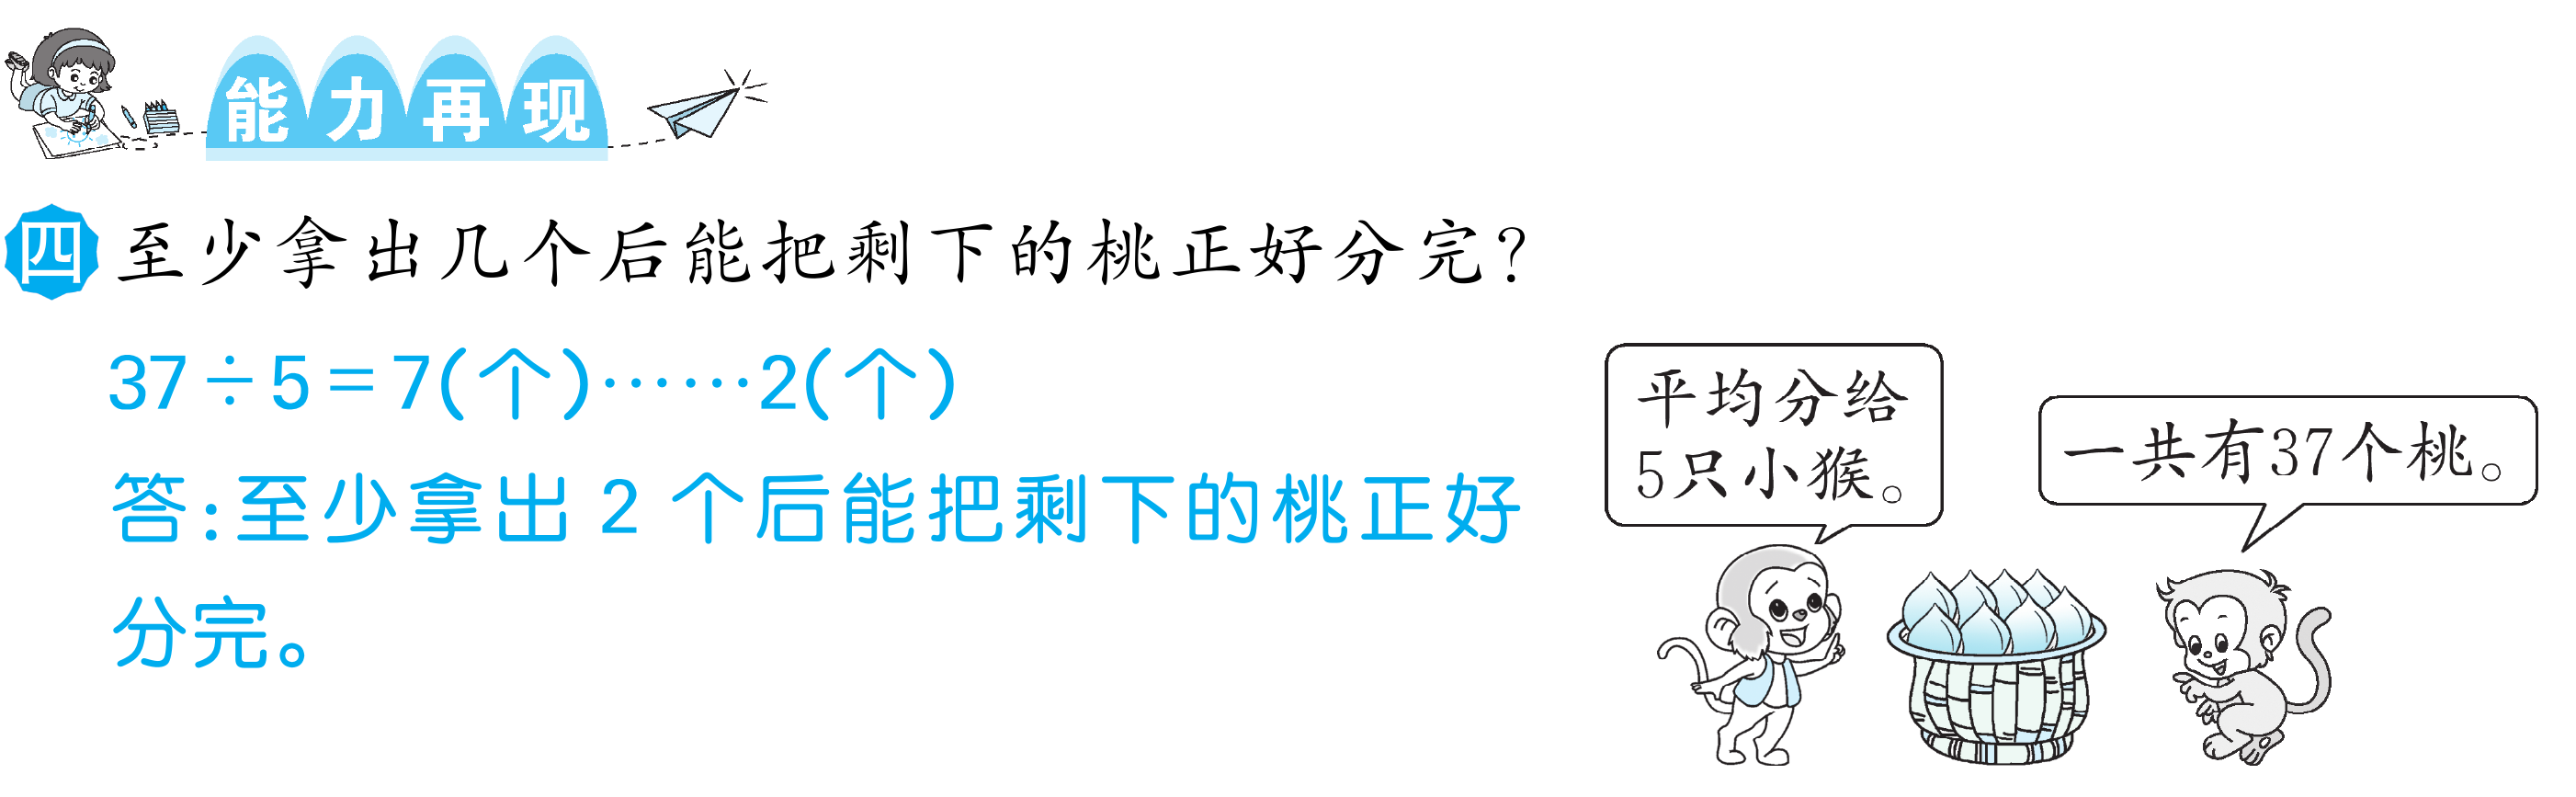 能力再现
四 至少拿出几个后能把剩下的桃正好分完?
37÷5=7(个)……2(个)
答:至少拿出 2 个后能把剩下的桃正好
分完。
平均分给
5只小猴。
一共有37个桃。